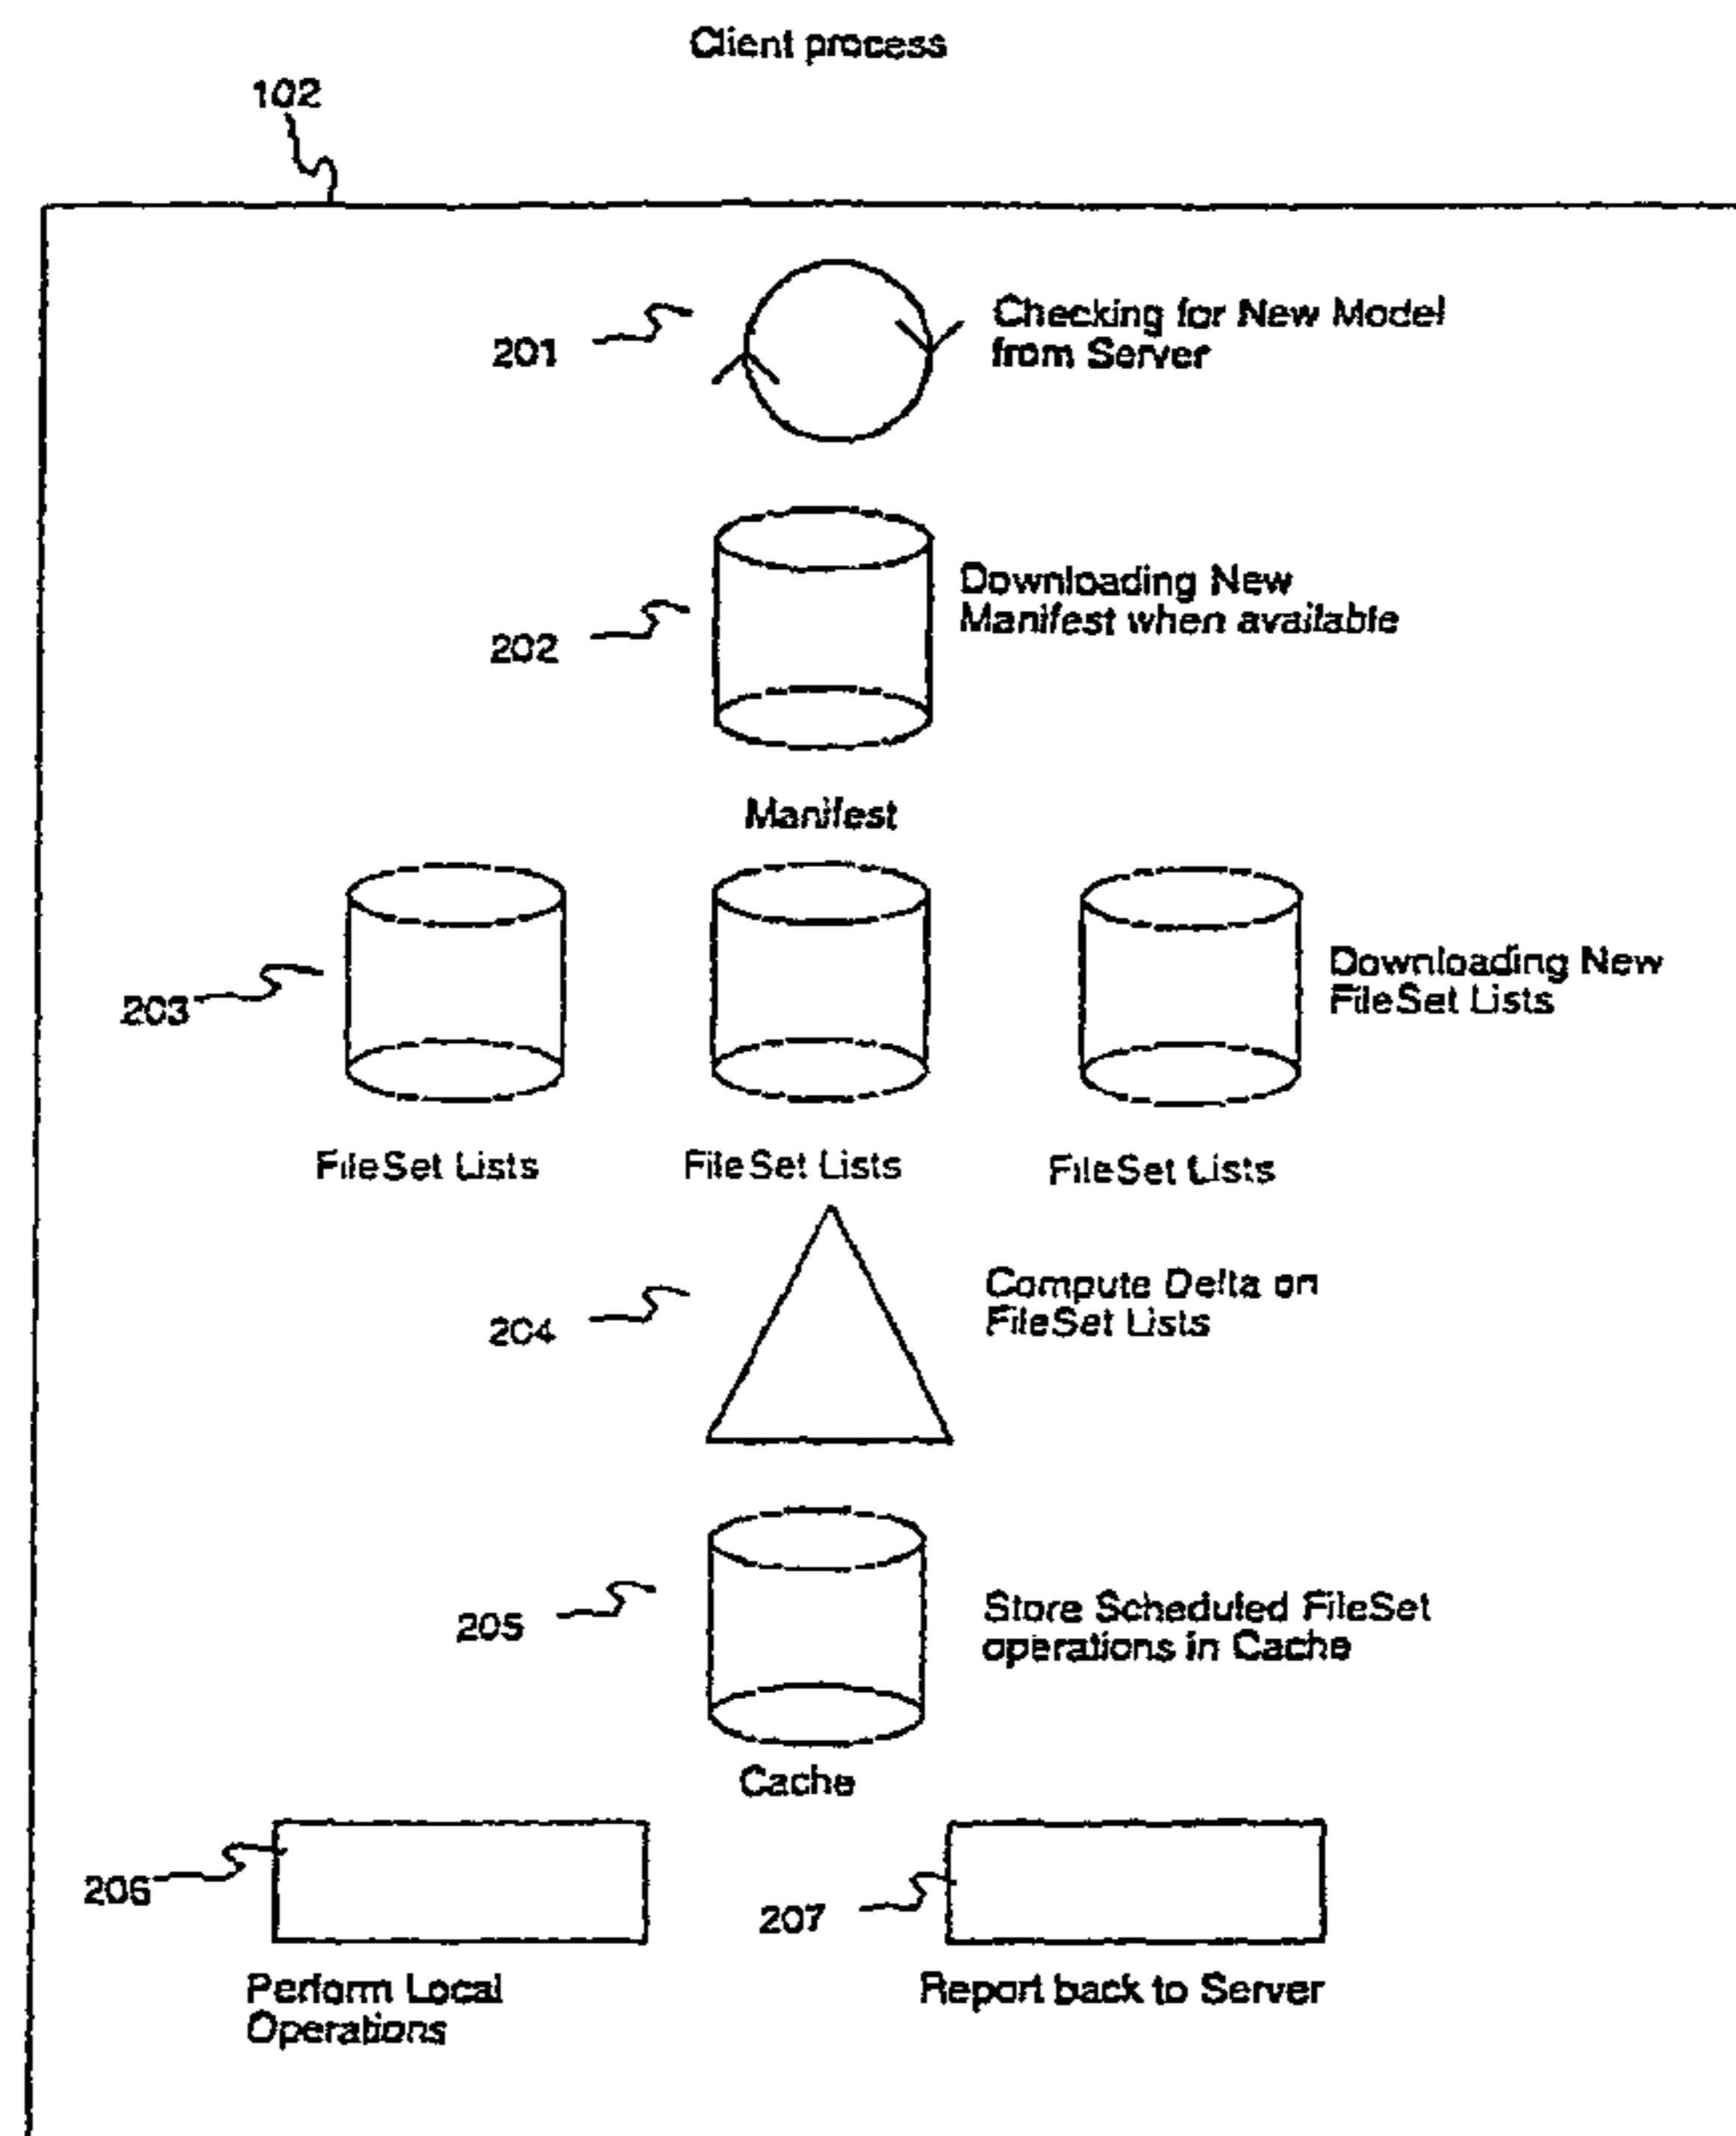 Client process
102
201
Checking for New Model
from Server
202
Downloading New
Manifest when available
Manifest
203
Downloading New
FileSet Lists
FileSet Lists
FileSet Lists
FileSet Lists
204
Compute Delta on
FileSet Lists
205
Store Scheduled FileSet
operations in Cache
Cache
206
207
Perform Local
Operations
Report back to Server